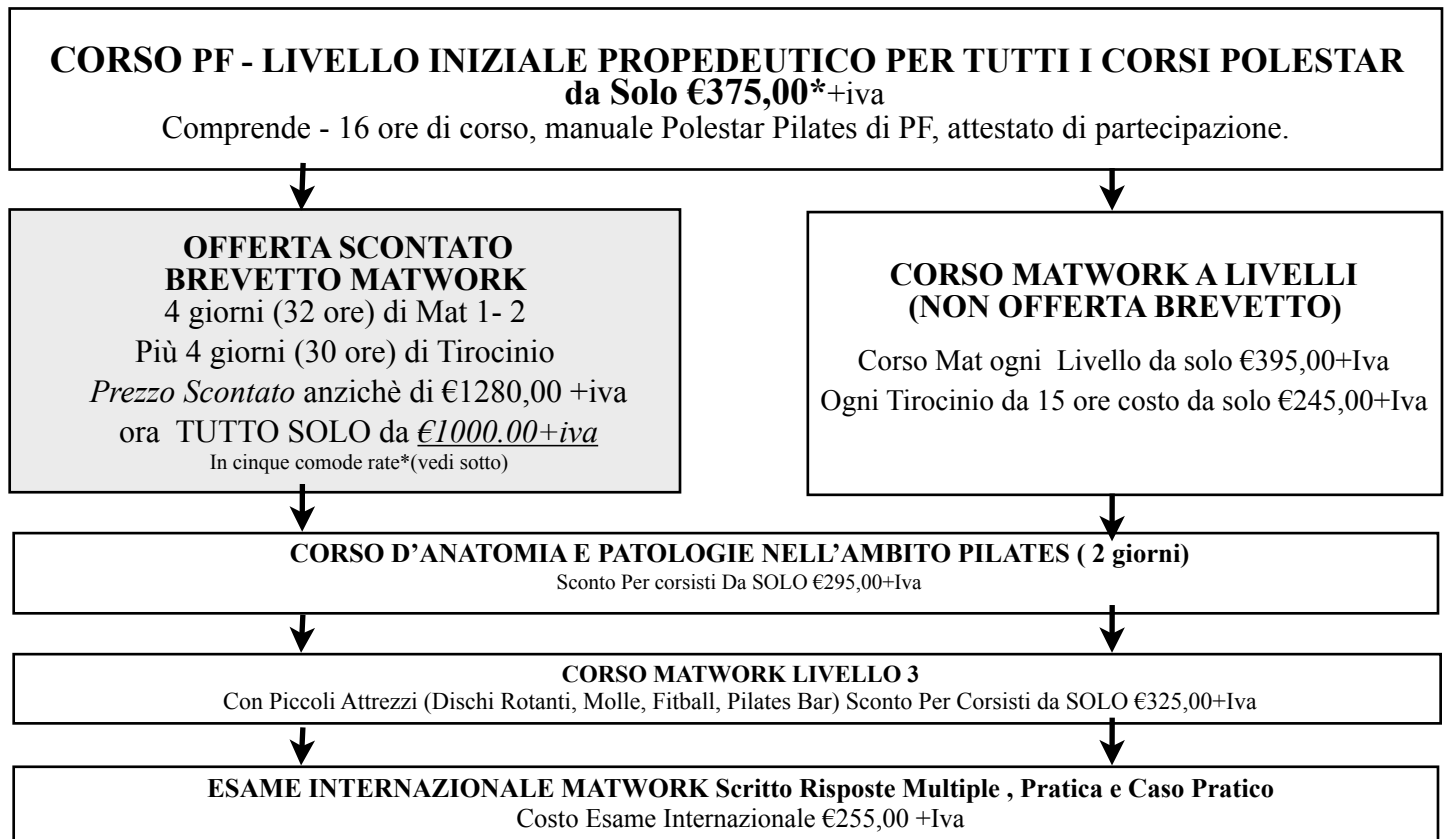 CORSO PF - LIVELLO INIZIALE PROPEDEUTICO PER TUTTI I CORSI POLESTAR
da Solo €375,00*+iva
Comprende - 16 ore di corso, manuale Polestar Pilates di PF, attestato di partecipazione.
OFFERTA SCONTATO
BREVETTO MATWORK
4 giorni (32 ore) di Mat 1- 2
Più 4 giorni (30 ore) di Tirocinio
Prezzo Scontato anzichè di €1280,00 +iva
ora TUTTO SOLO da €1000.00+iva
In cinque comode rate*(vedi sotto)
CORSO MATWORK A LIVELLI
(NON OFFERTA BREVETTO)
Corso Mat ogni Livello da solo €395,00+Iva
Ogni Tirocinio da 15 ore costo da solo €245,00+Iva
CORSO D’ANATOMIA E PATOLOGIE NELL’AMBITO PILATES ( 2 giorni)
Sconto Per corsisti Da SOLO €295,00+Iva
CORSO MATWORK LIVELLO 3
Con Piccoli Attrezzi (Dischi Rotanti, Molle, Fitball, Pilates Bar) Sconto Per Corsisti da SOLO €325,00+Iva
ESAME INTERNAZIONALE MATWORK Scritto Risposte Multiple , Pratica e Caso Pratico
Costo Esame Internazionale €255,00 +Iva